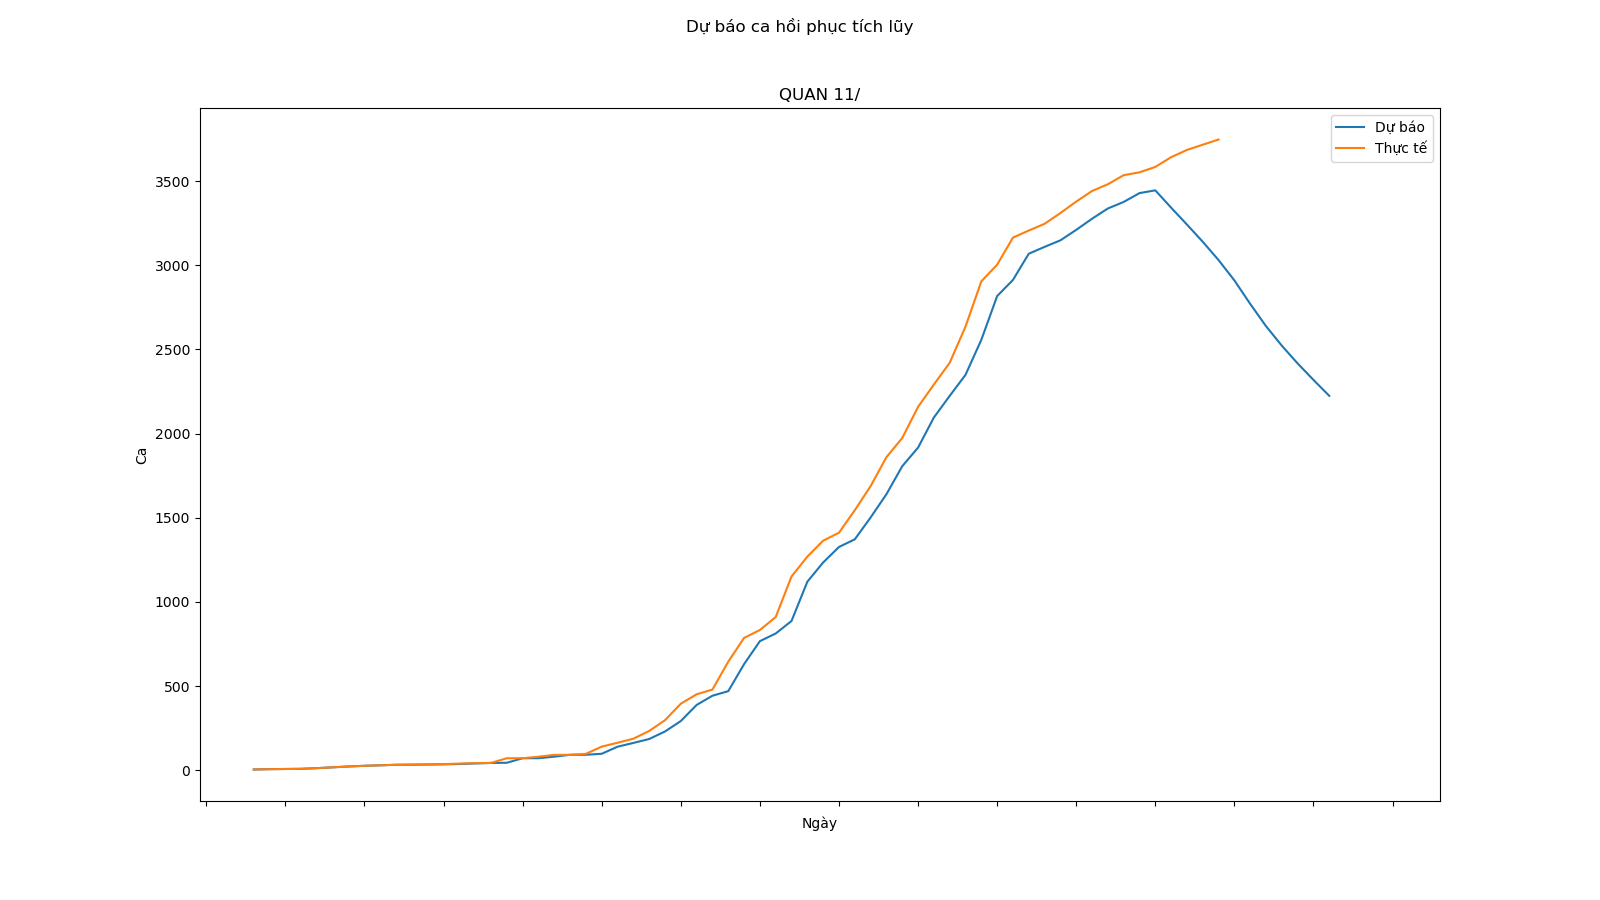 Dự báo ca hồi phục tích lũy
QUAN 11/
Dự báo
Thực tế
3500
3000
2500
2000
1500
1000
500
0
Ca
Ngày